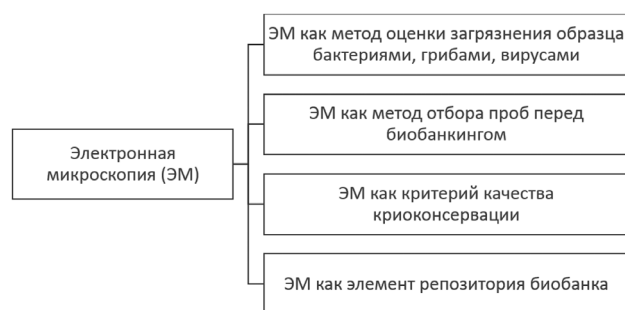 ЭМ как метод оценки загрязнения образца
бактериями, грибами, вирусами
ЭМ как метод отбора проб перед
биобанкингом
Электронная
микроскопия (ЭМ)
ЭМ как критерий качества
криоконсервации
ЭМ как элемент репозитория биобанка